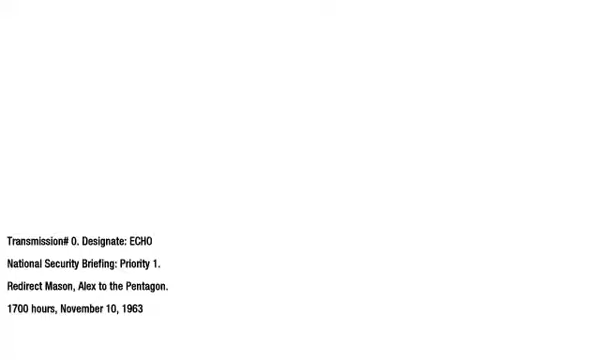 Transmission# 0. Designate: ECHO
National Security Briefing: Priority 1.
Redirect Mason, Alex to the Pentagon.
1700 hours, November 10, 1963